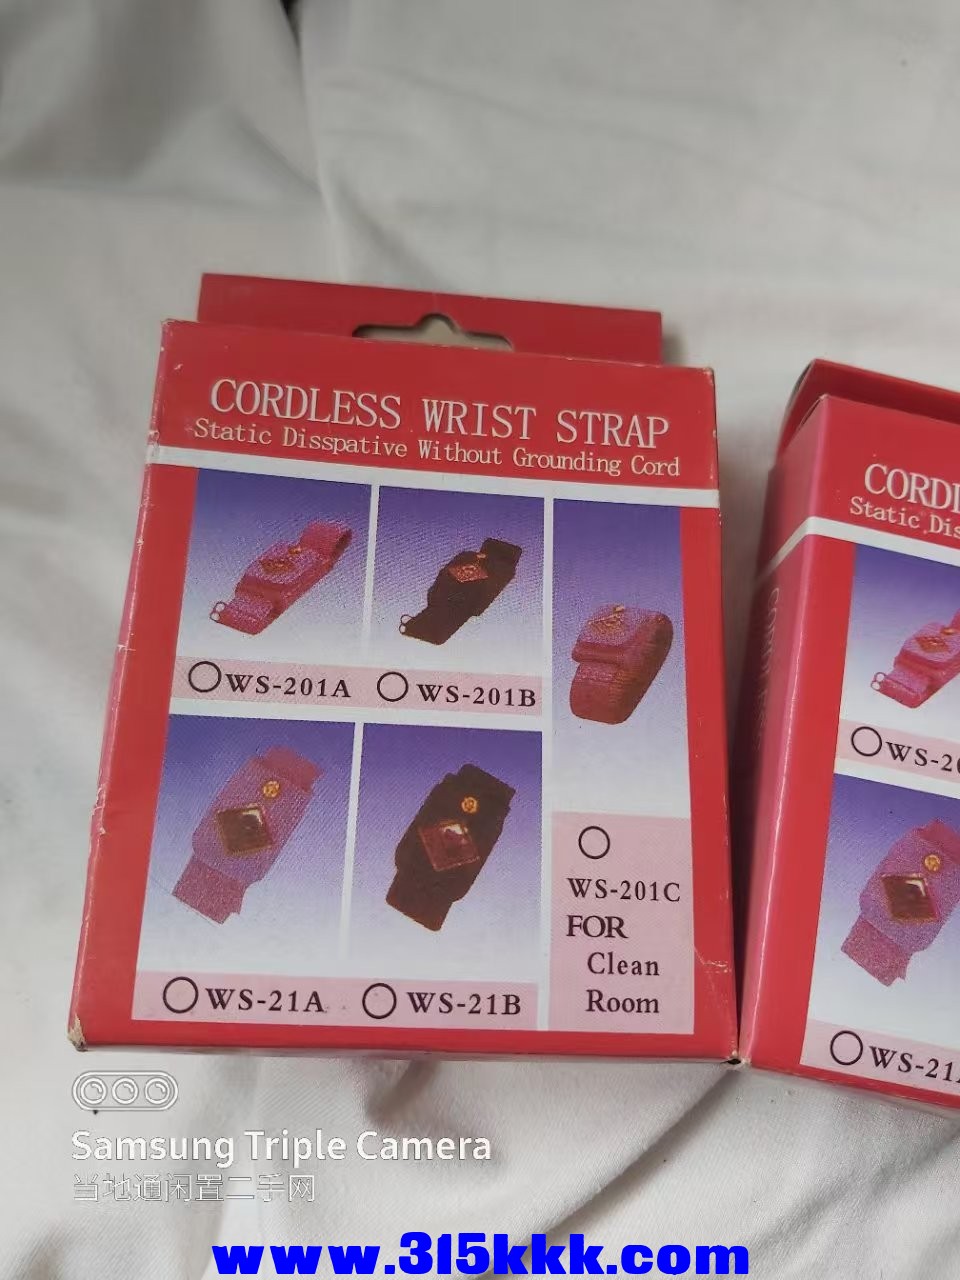 CORDLESS WRIST STRAP
Static Disspative Without Grounding Cord
WS-201A
WS-201B
WS-21A
WS-21B
WS-201C
FOR
Clean
Room
CORDL
Static Dis
WS-20
WS-21
Samsung Triple Camera
当地通闲置二手网
www.315kkk.com